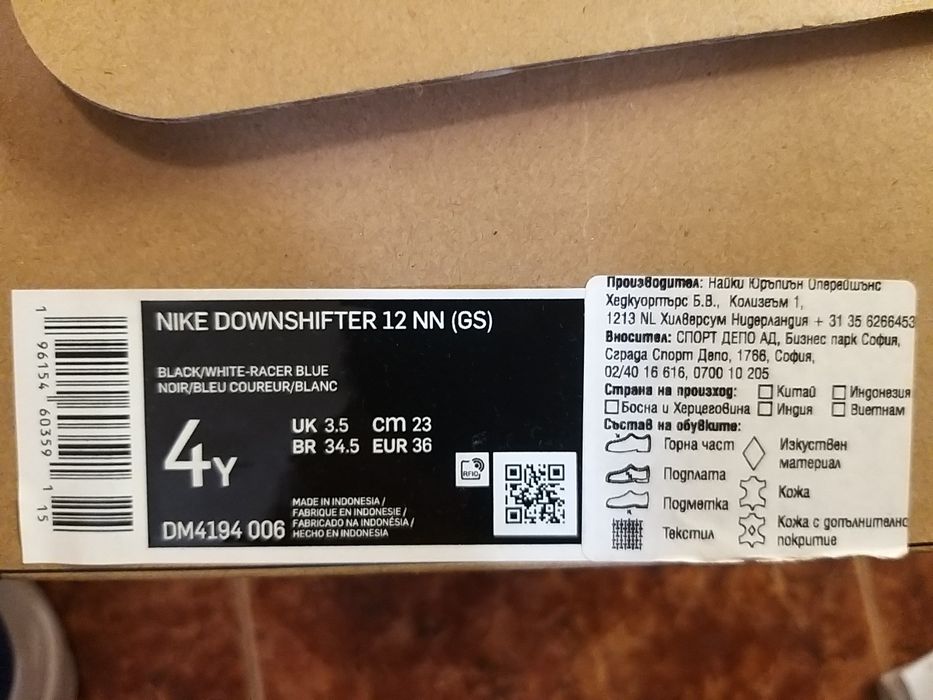 1 96154 60359 1 15
NIKE DOWNSHIFTER 12 NN (GS)
BLACK/WHITE-RACER BLUE
NOIR/BLEU COUREUR/BLANC
4Y
UK 3.5 cm 23
BR 34.5 EUR 36
RFID
MADE IN INDONESIA /
FABRIQUE EN INDONESIE /
FABRICADO NA INDONÉSIA /
HECHO EN INDONESIA
DM4194 006
Производител: Найки Юръпиън Оперейшънс
Хедкуортърс Б.В., Колизеъм 1,
1213 NL Хилверсум Нидерландия + 31 35 6266453
Вносител: СПОРТ ДЕПО АД, Бизнес парк София,
Сграда Спорт Депо, 1766, София,
02/40 16 616, 0700 10 205
Страна на произход: Китай Индонезия
Босна и Херцеговина Индия Виетнам
Състав на обувките:
Горна част
Изкуствен
материал
Подплата
Кожа
Подметка
Текстил
Кожа с допълнително
покритие